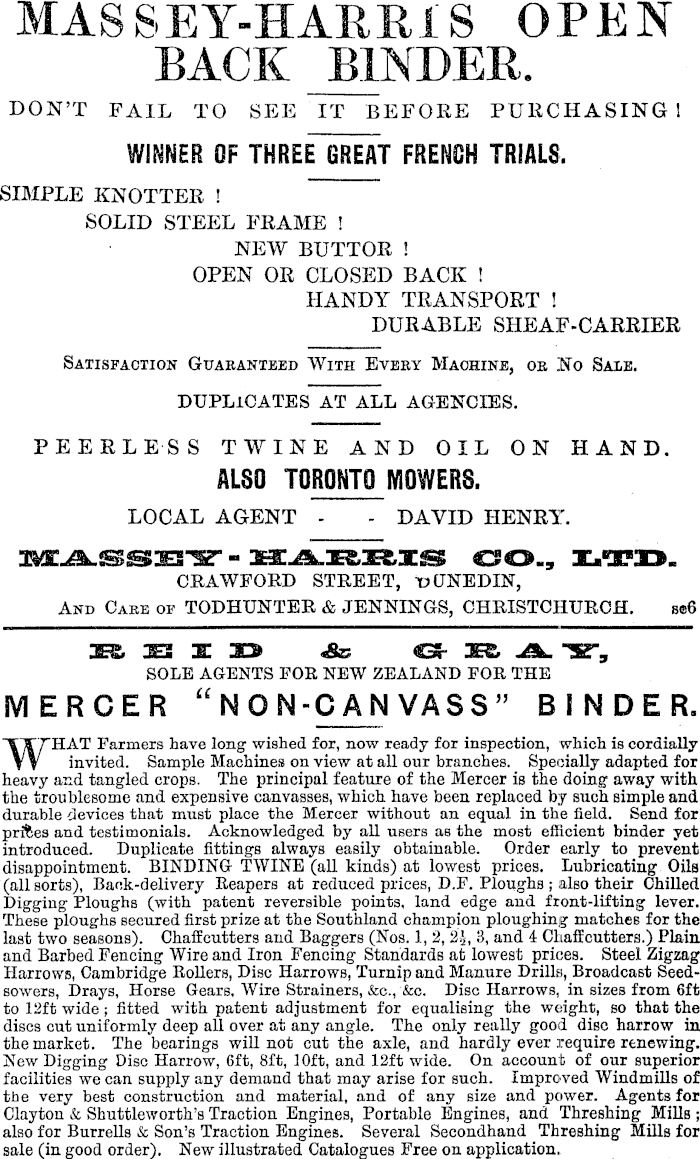 MASSEY-HARRIS OPEN
BACK BINDER.
DON'T FAIL TO SEE IT BEFORE PURCHASING!
WINNER OF THREE GREAT FRENCH TRIALS.
SIMPLE KNOTTER !
SOLID STEEL FRAME !
NEW BUTTOR !
OPEN OR CLOSED BACK !
HANDY TRANSPORT !
DURABLE SHEAF-CARRIER
SATISFACTION GUARANTEED WITH EVERY MACHINE, OR NO SALE.
DUPLICATES AT ALL AGENCIES.
PEERLESS TWINE AND OIL ON HAND.
ALSO TORONTO MOWERS.
LOCAL AGENT - - DAVID HENRY.
MASSEY-HARRIS CO., LTD.
CRAWFORD STREET, DUNEDIN,
AND CARE OF TODHUNTER & JENNINGS, CHRISTCHURCH. se6
REID & GRAY,
SOLE AGENTS FOR NEW ZEALAND FOR THE
MERCER "NON-CANVASS" BINDER.
WHAT Farmers have long wished for, now ready for inspection, which is cordially
invited. Sample Machines on view at all our branches. Specially adapted for
heavy and tangled crops. The principal feature of the Mercer is the doing away with
the troublesome and expensive canvasses, which have been replaced by such simple and
durable devices that must place the Mercer without an equal in the field. Send for
prices and testimonials. Acknowledged by all users as the most efficient binder yet
introduced. Duplicate fittings always easily obtainable. Order early to prevent
disappointment. BINDING TWINE (all kinds) at lowest prices. Lubricating Oils
(all sorts), Back-delivery Reapers at reduced prices, D.F. Ploughs ; also their Chilled
Digging Ploughs (with patent reversible points, land edge and front-lifting lever.
These ploughs secured first prize at the Southland champion ploughing matches for the
last two seasons). Chaffcutters and Baggers (Nos. 1, 2, 2½, 3, and 4 Chaffcutters.) Plain
and Barbed Fencing Wire and Iron Fencing Standards at lowest prices. Steel Zigzag
Harrows, Cambridge Rollers, Disc Harrows, Turnip and Manure Drills, Broadcast Seed-
sowers, Drays, Horse Gears, Wire Strainers, &c., &c. Disc Harrows, in sizes from 6ft
to 12ft wide ; fitted with patent adjustment for equalising the weight, so that the
discs cut uniformly deep all over at any angle. The only really good disc harrow in
the market. The bearings will not cut the axle, and hardly ever require renewing.
New Digging Disc Harrow, 6ft, 8ft, 10ft, and 12ft wide. On account of our superior
facilities we can supply any demand that may arise for such. Improved Windmills of
the very best construction and material, and of any size and power. Agents for
Clayton & Shuttleworth's Traction Engines, Portable Engines, and Threshing Mills ;
also for Burrells & Son's Traction Engines. Several Secondhand Threshing Mills for
sale (in good order). New illustrated Catalogues Free on application.